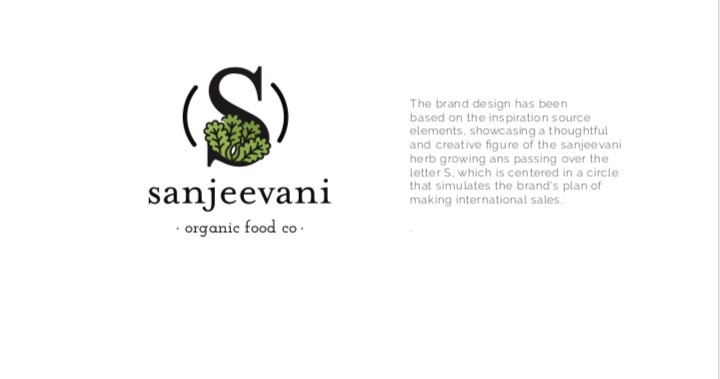 S
sanjeevani
· organic food co ·
The brand design has been
based on the inspiration source
elements, showcasing a thoughtful
and creative figure of the sanjeevani
herb growing ans passing over the
letter S, which is centered in a circle
that simulates the brand's plan of
making international sales.
.